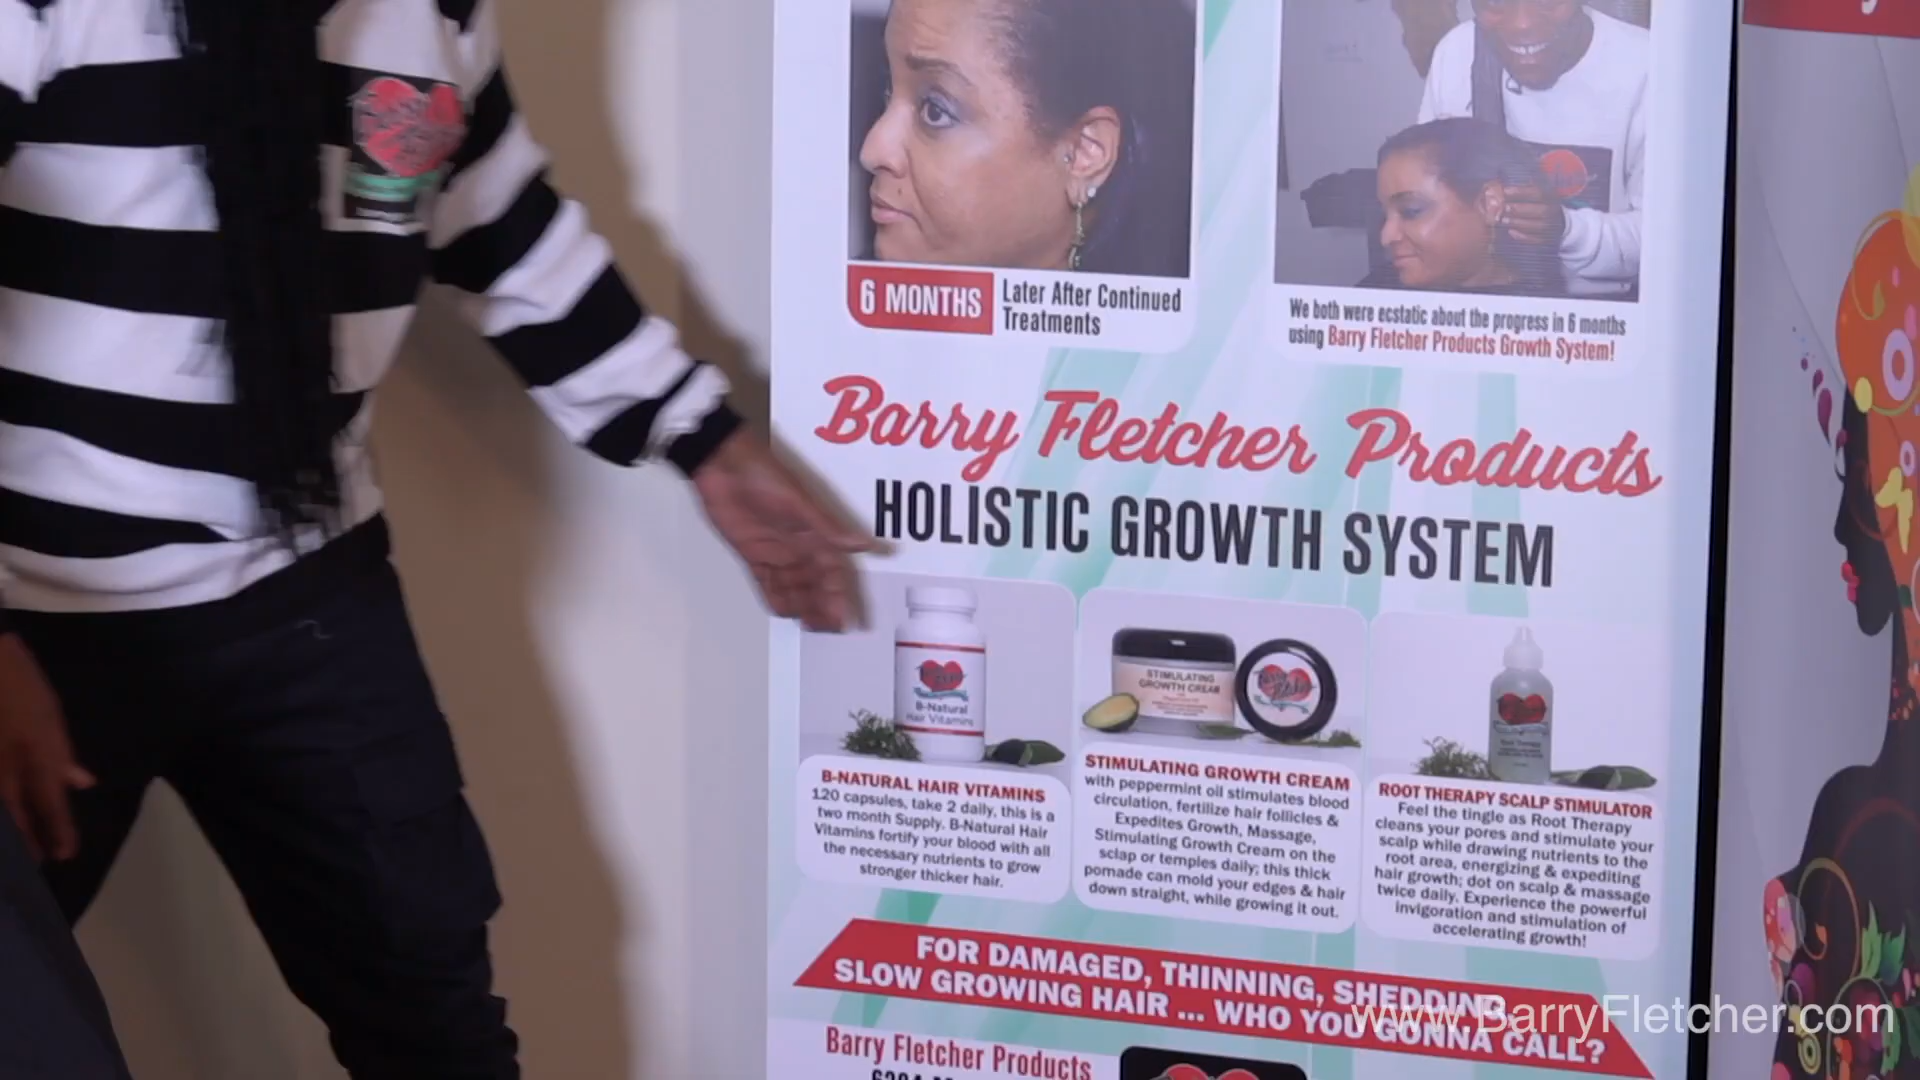 6 MONTHS
Later After Continued
Treatments
We both were ecstatic about the progress in 6 months
using Barry Fletcher Products Growth System!
Barry Fletcher Products
HOLISTIC GROWTH SYSTEM
B-Natural
Hair Vitamins
STIMULATING
GROWTH CREAM
B-NATURAL HAIR VITAMINS
120 capsules, take 2 daily, this is a
two month Supply. B-Natural Hair
Vitamins fortify your blood with all
the necessary nutrients to grow
stronger thicker hair.
STIMULATING GROWTH CREAM
with peppermint oil stimulates blood
circulation, fertilize hair follicles &
Expedites Growth, Massage,
Stimulating Growth Cream on the
sclap or temples daily; this thick
pomade can mold your edges & hair
down straight, while growing it out.
ROOT THERAPY SCALP STIMULATOR
Feel the tingle as Root Therapy
cleans your pores and stimulate your
scalp while drawing nutrients to the
root area, energizing & expediting
hair growth; dot on scalp & massage
twice daily. Experience the powerful
invigoration and stimulation of
accelerating growth!
FOR DAMAGED, THINNING, SHEDDING,
SLOW GROWING HAIR ... WHO YOU GONNA CALL?
www.BarryFletcher.com
Barry Fletcher Products